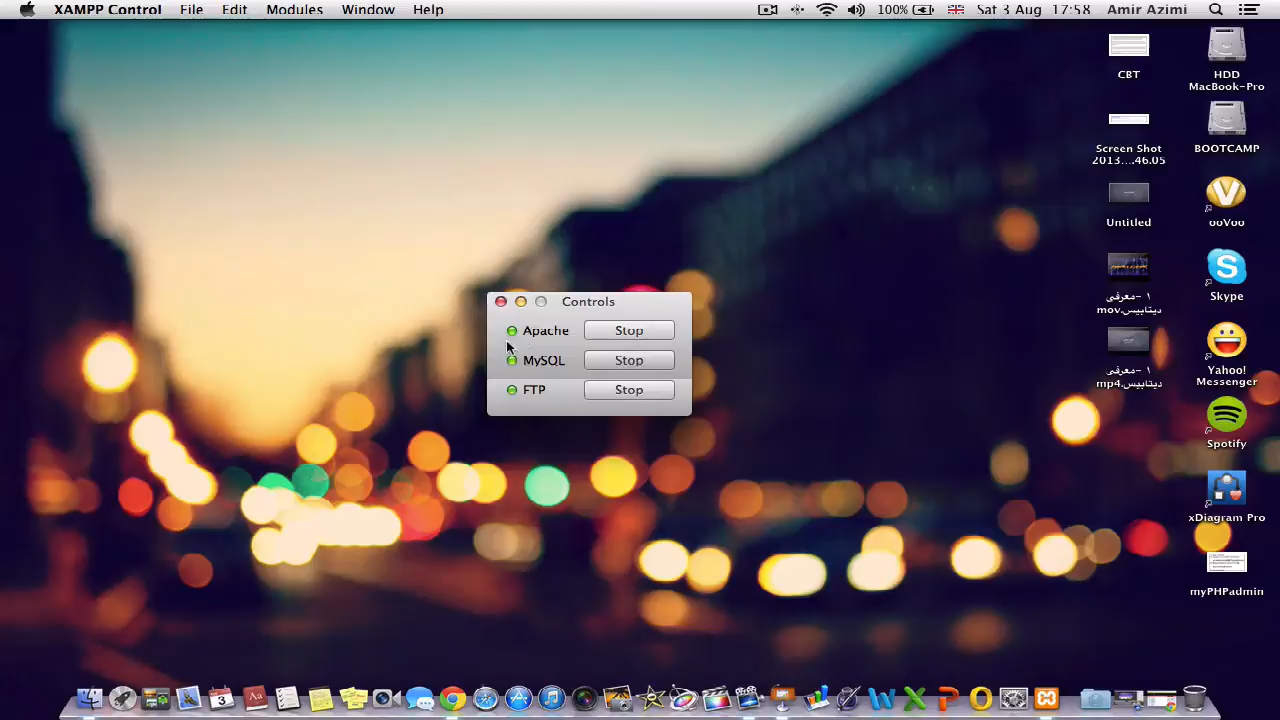 XAMPP Control File Edit Modules Window Help 100% Sat 3 Aug 17:58 Amir Azimi
CBT
HDD
MacBook-Pro
Screen Shot
2013....46.05
BOOTCAMP
Untitled
ooVoo
۱ -معرفی
دیتابیس.mov
Skype
۱ -معرفی
دیتابیس.mp4
Yahoo!
Messenger
Spotify
xDiagram Pro
myPHPadmin
Controls
Apache Stop
MySQL Stop
FTP Stop
3
Aa